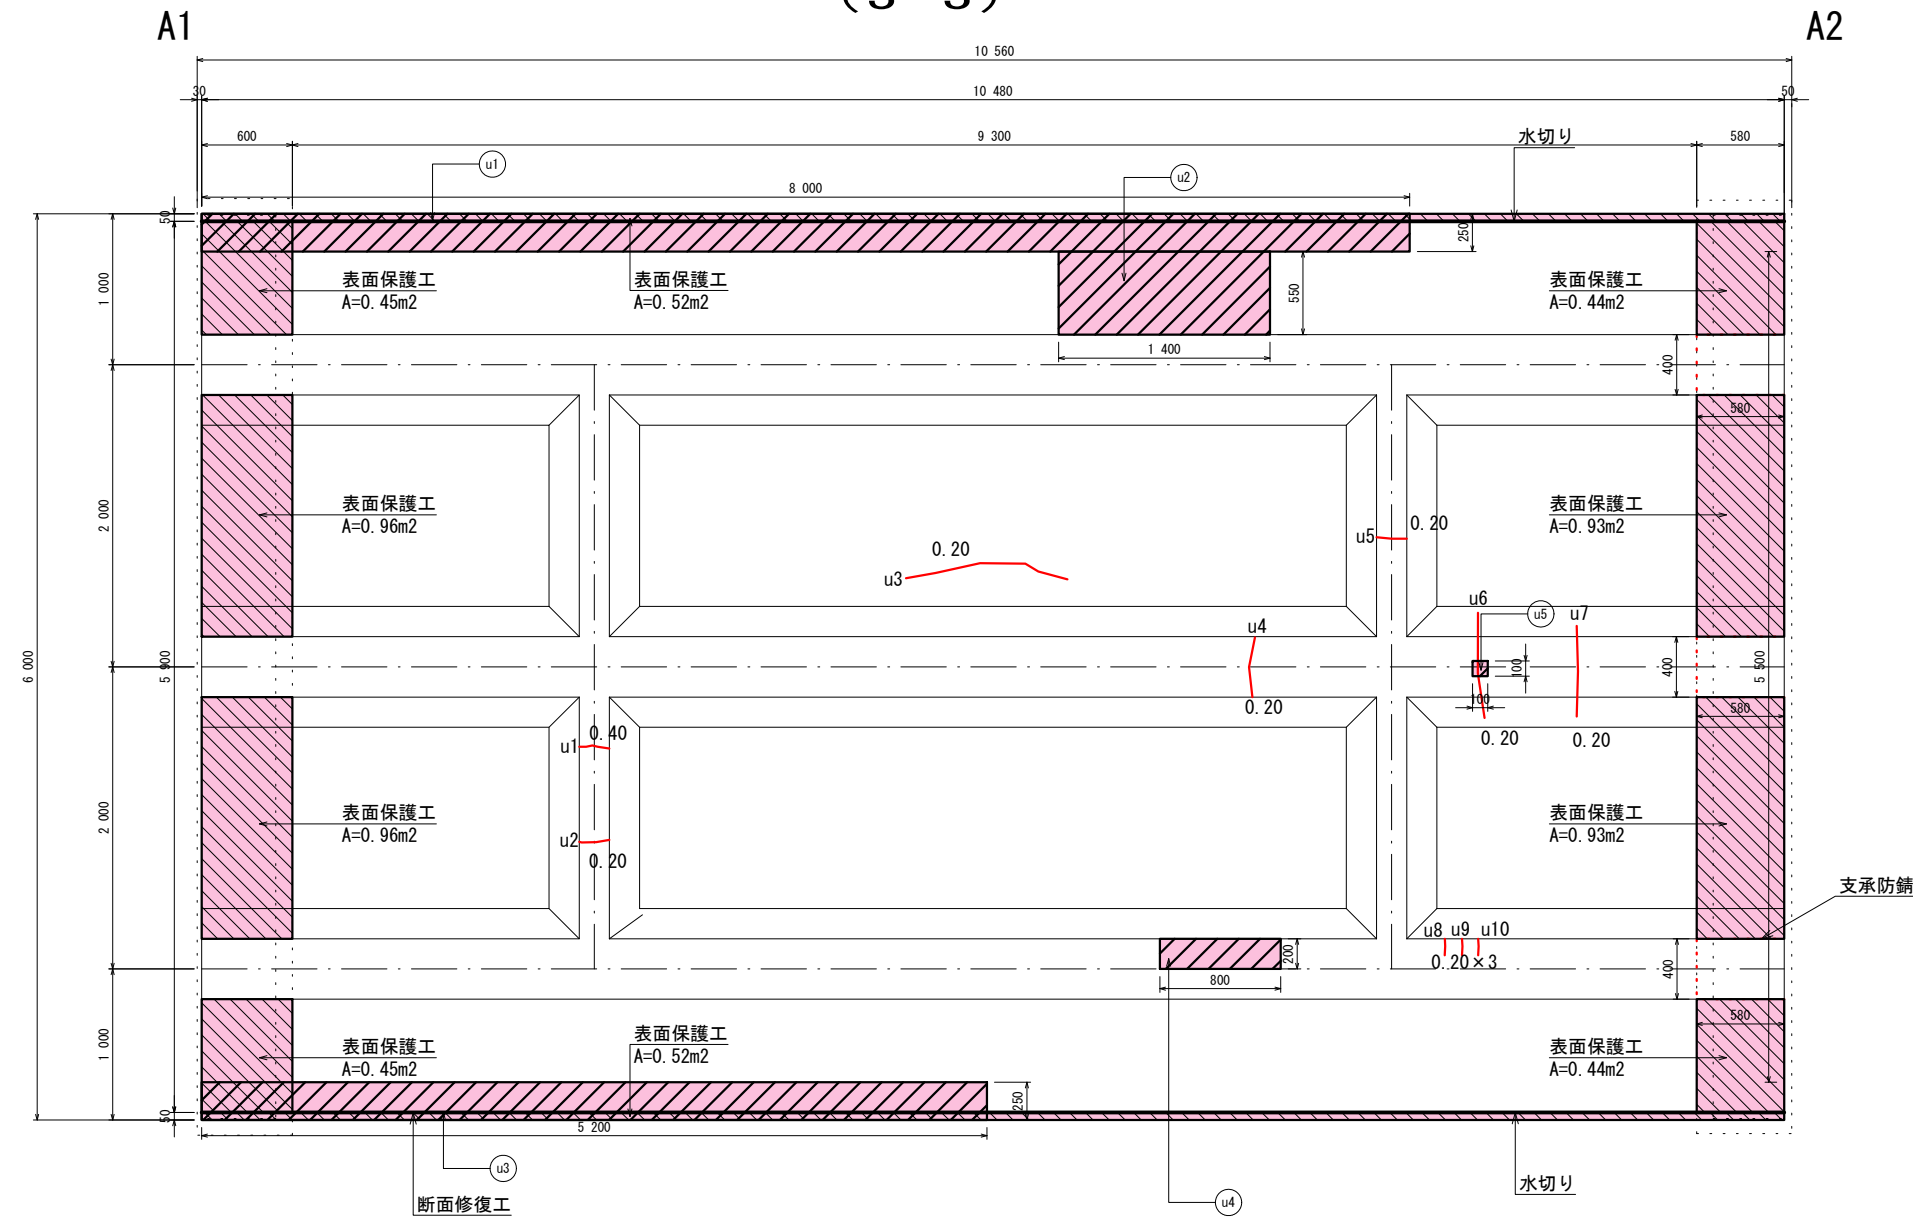 (g-g)
A1
A2
10 560
30
10 480
50
600
9 300
580
水切り
u1
8 000
u2
50
250
1 000
表面保護工
A=0.45m2
表面保護工
A=0.52m2
550
表面保護工
A=0.44m2
1 400
400
580
2 000
表面保護工
A=0.96m2
表面保護工
A=0.93m2
u5
0.20
0.20
u3
u6
u5
u7
u4
6 000
5 900
100
400
5 500
100
0.20
580
0.20
0.20
u1
0.40
2 000
表面保護工
A=0.96m2
表面保護工
A=0.93m2
u2
0.20
支承防錆
u8
u9
u10
0.20×3
200
400
800
580
1 000
表面保護工
A=0.45m2
表面保護工
A=0.52m2
表面保護工
A=0.44m2
250
50
5 200
u3
断面修復工
u4
水切り